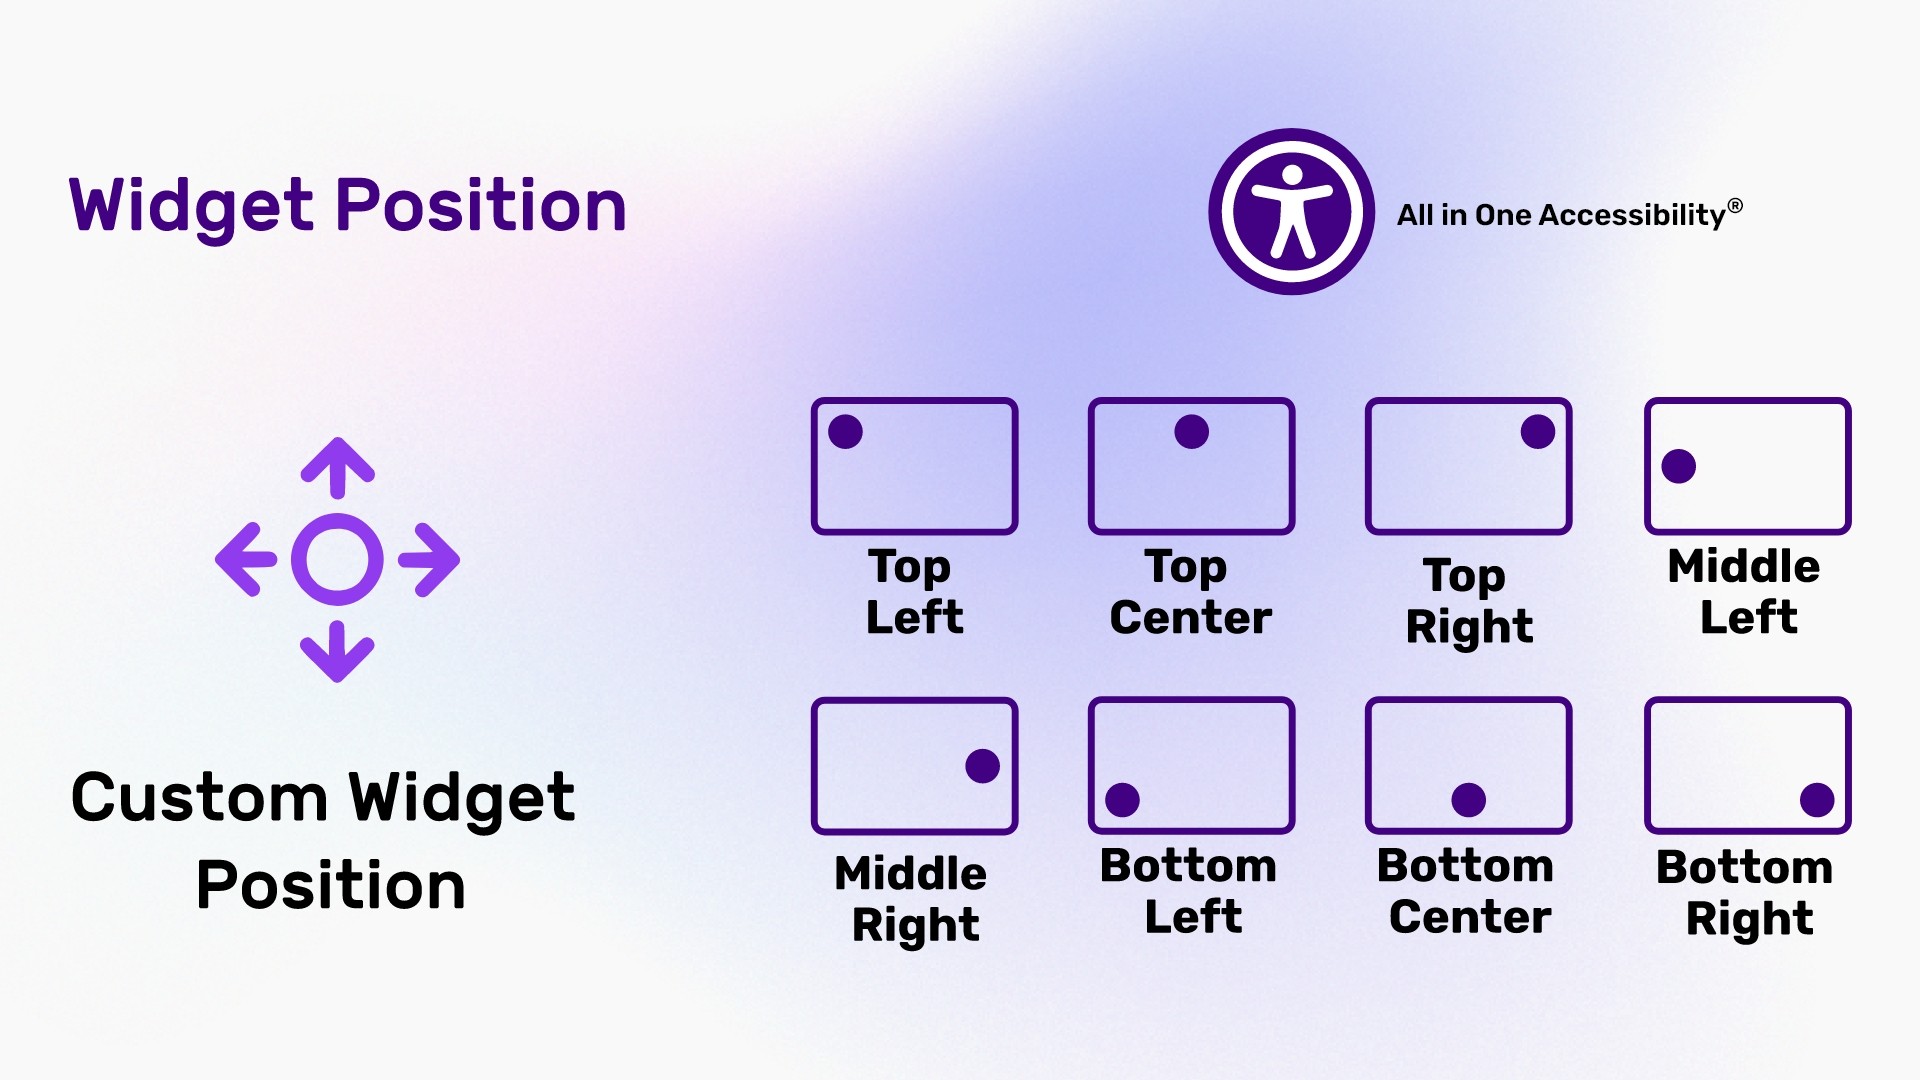 Widget Position
All in One Accessibility®
Top
Left
Top
Center
Top
Right
Middle
Left
Middle
Right
Bottom
Left
Bottom
Center
Bottom
Right
Custom Widget
Position